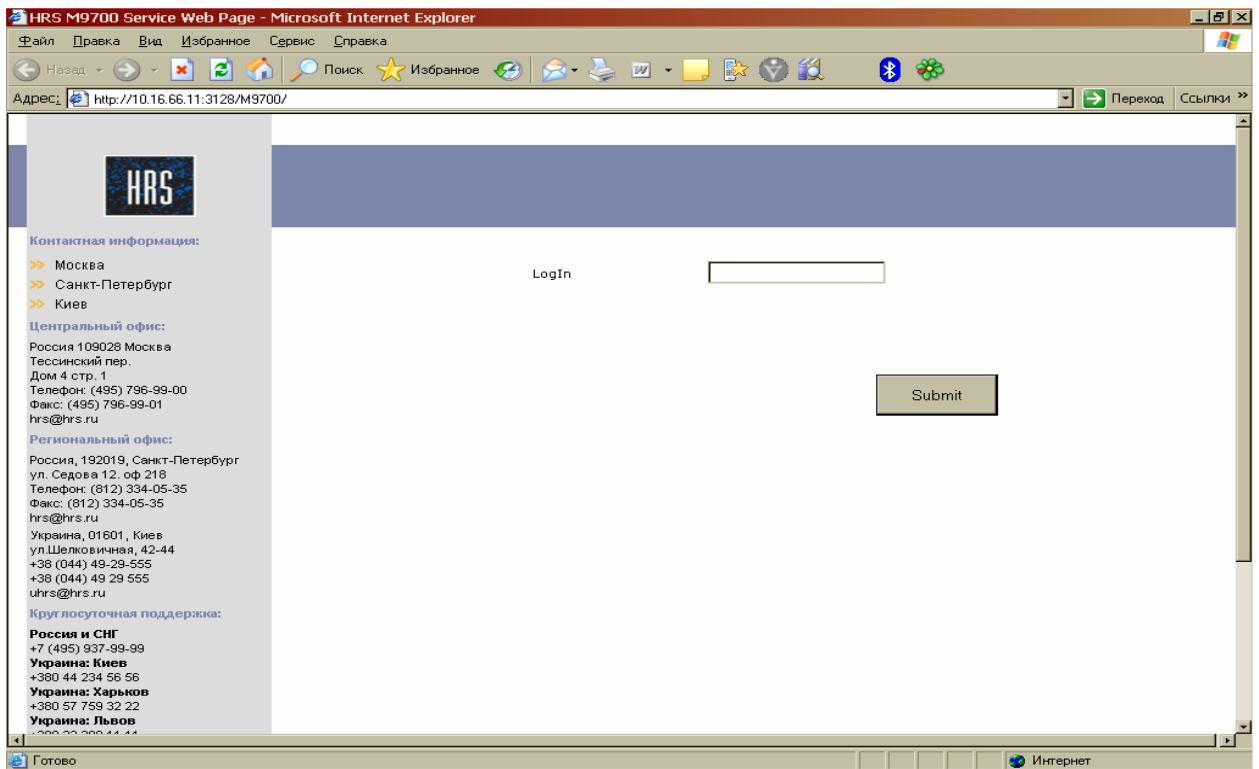 HRS M9700 Service Web Page - Microsoft Internet Explorer
Файл Правка Вид Избранное Сервис Справка
Назад Поиск Избранное
Адрес: http://10.16.66.11:3128/M9700/ Переход Ссылки »
HRS
Контактная информация:
>> Москва
LogIn
>> Санкт-Петербург
>> Киев
Центральный офис:
Россия 109028 Москва
Тессинский пер.
Дом 4 стр. 1
Телефон: (495) 796-99-00
Submit
Факс: (495) 796-99-01
hrs@hrs.ru
Региональный офис:
Россия, 192019, Санкт-Петербург
ул. Седова 12. оф 218
Телефон: (812) 334-05-35
Факс: (812) 334-05-35
hrs@hrs.ru
Украина, 01601, Киев
ул.Шелковичная, 42-44
+38 (044) 49-29-555
+38 (044) 49 29 555
uhrs@hrs.ru
Круглосуточная поддержка:
Россия и СНГ
+7 (495) 937-99-99
Украина: Киев
+380 44 234 56 56
Украина: Харьков
+380 57 759 32 22
Украина: Львов
Готово Интернет